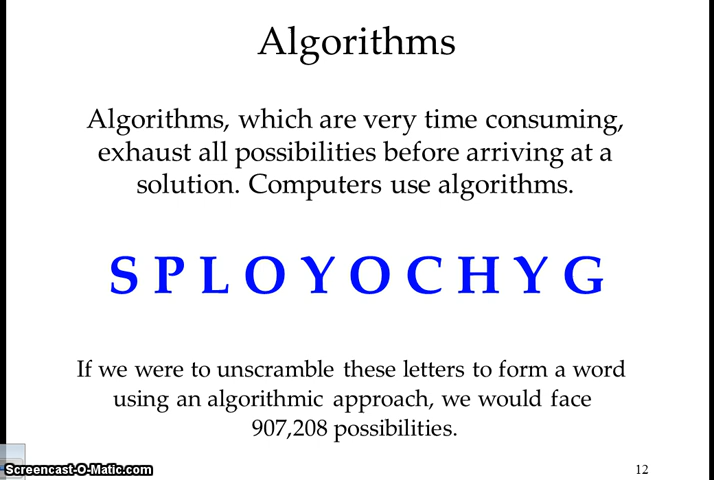 Algorithms
Algorithms, which are very time consuming,
exhaust all possibilities before arriving at a
solution. Computers use algorithms.
S P L O Y O C H Y G
If we were to unscramble these letters to form a word
using an algorithmic approach, we would face
907,208 possibilities.
Screencast-O-Matic.com
12